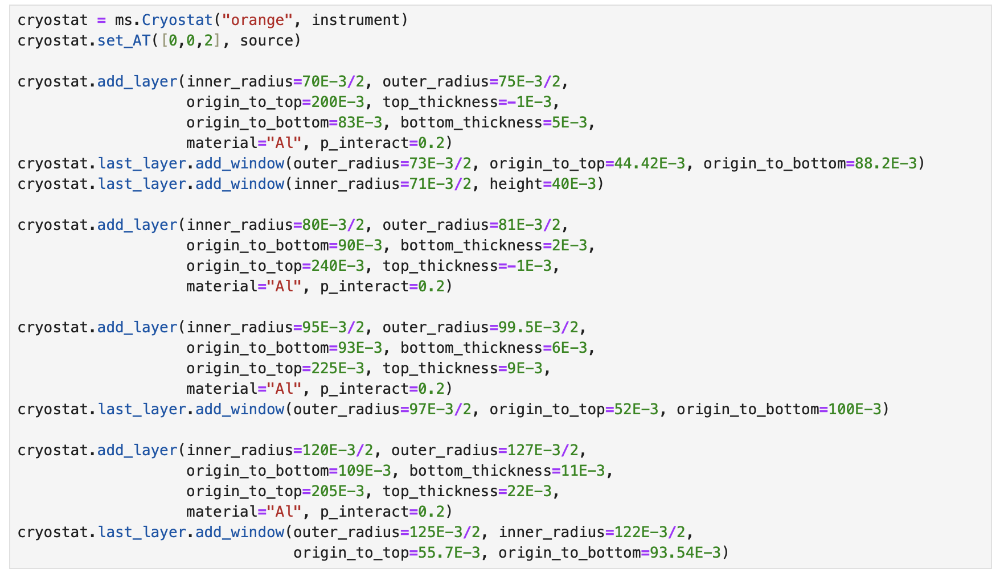 cryostat = ms.Cryostat("orange", instrument)
cryostat.set_AT([0,0,2], source)

cryostat.add_layer(inner_radius=70E-3/2, outer_radius=75E-3/2,
                   origin_to_top=200E-3, top_thickness=-1E-3,
                   origin_to_bottom=83E-3, bottom_thickness=5E-3,
                   material="Al", p_interact=0.2)
cryostat.last_layer.add_window(outer_radius=73E-3/2, origin_to_top=44.42E-3, origin_to_bottom=88.2E-3)
cryostat.last_layer.add_window(inner_radius=71E-3/2, height=40E-3)

cryostat.add_layer(inner_radius=80E-3/2, outer_radius=81E-3/2,
                   origin_to_bottom=90E-3, bottom_thickness=2E-3,
                   origin_to_top=240E-3, top_thickness=-1E-3,
                   material="Al", p_interact=0.2)

cryostat.add_layer(inner_radius=95E-3/2, outer_radius=99.5E-3/2,
                   origin_to_bottom=93E-3, bottom_thickness=6E-3,
                   origin_to_top=225E-3, top_thickness=9E-3,
                   material="Al", p_interact=0.2)
cryostat.last_layer.add_window(outer_radius=97E-3/2, origin_to_top=52E-3, origin_to_bottom=100E-3)

cryostat.add_layer(inner_radius=120E-3/2, outer_radius=127E-3/2,
                   origin_to_bottom=109E-3, bottom_thickness=11E-3,
                   origin_to_top=205E-3, top_thickness=22E-3,
                   material="Al", p_interact=0.2)
cryostat.last_layer.add_window(outer_radius=125E-3/2, inner_radius=122E-3/2,
                               origin_to_top=55.7E-3, origin_to_bottom=93.54E-3)